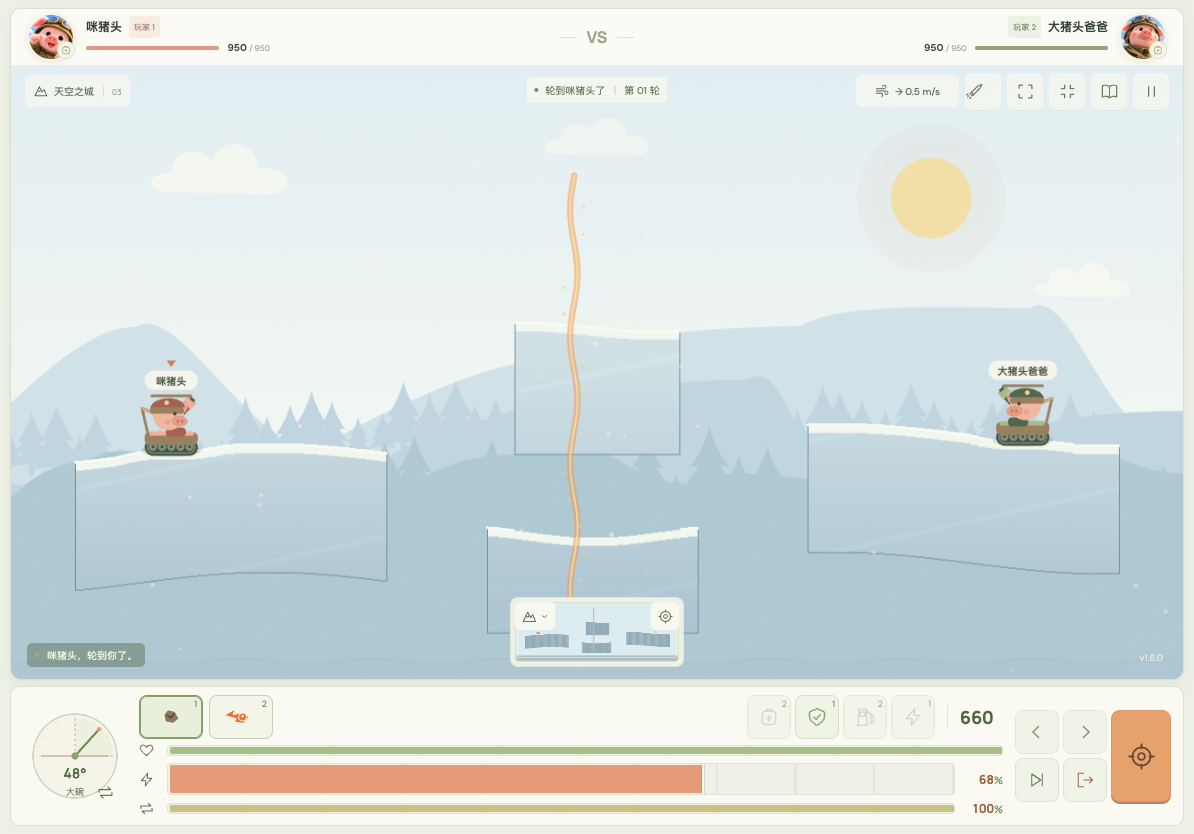 咪猪头 玩家 1
950 / 950
VS
玩家 2 大猪头爸爸
950 / 950
天空之城 03
轮到咪猪头了 第 01 轮
→ 0.5 m/s
咪猪头
大猪头爸爸
咪猪头，轮到你了。
v1.6.0
1
2
2
1
2
1
660
48°
大碗
68%
100%